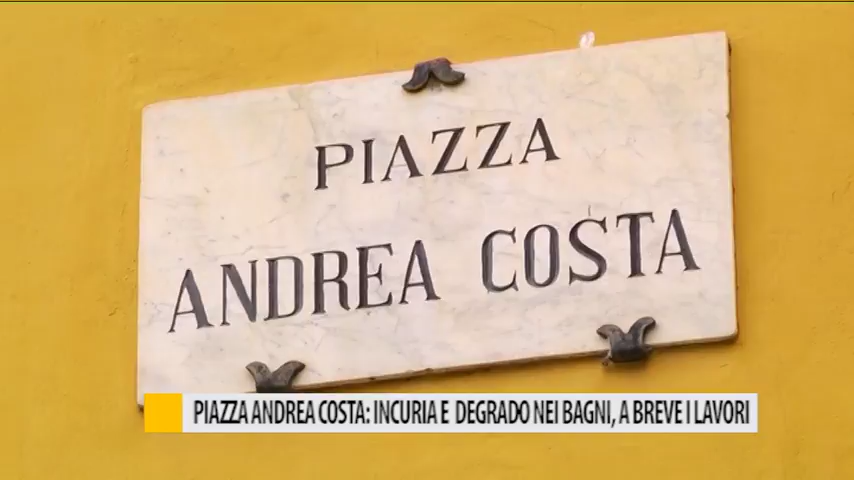 PIAZZA
ANDREA COSTA
PIAZZA ANDREA COSTA: INCURIA E DEGRADO NEI BAGNI, A BREVE I LAVORI